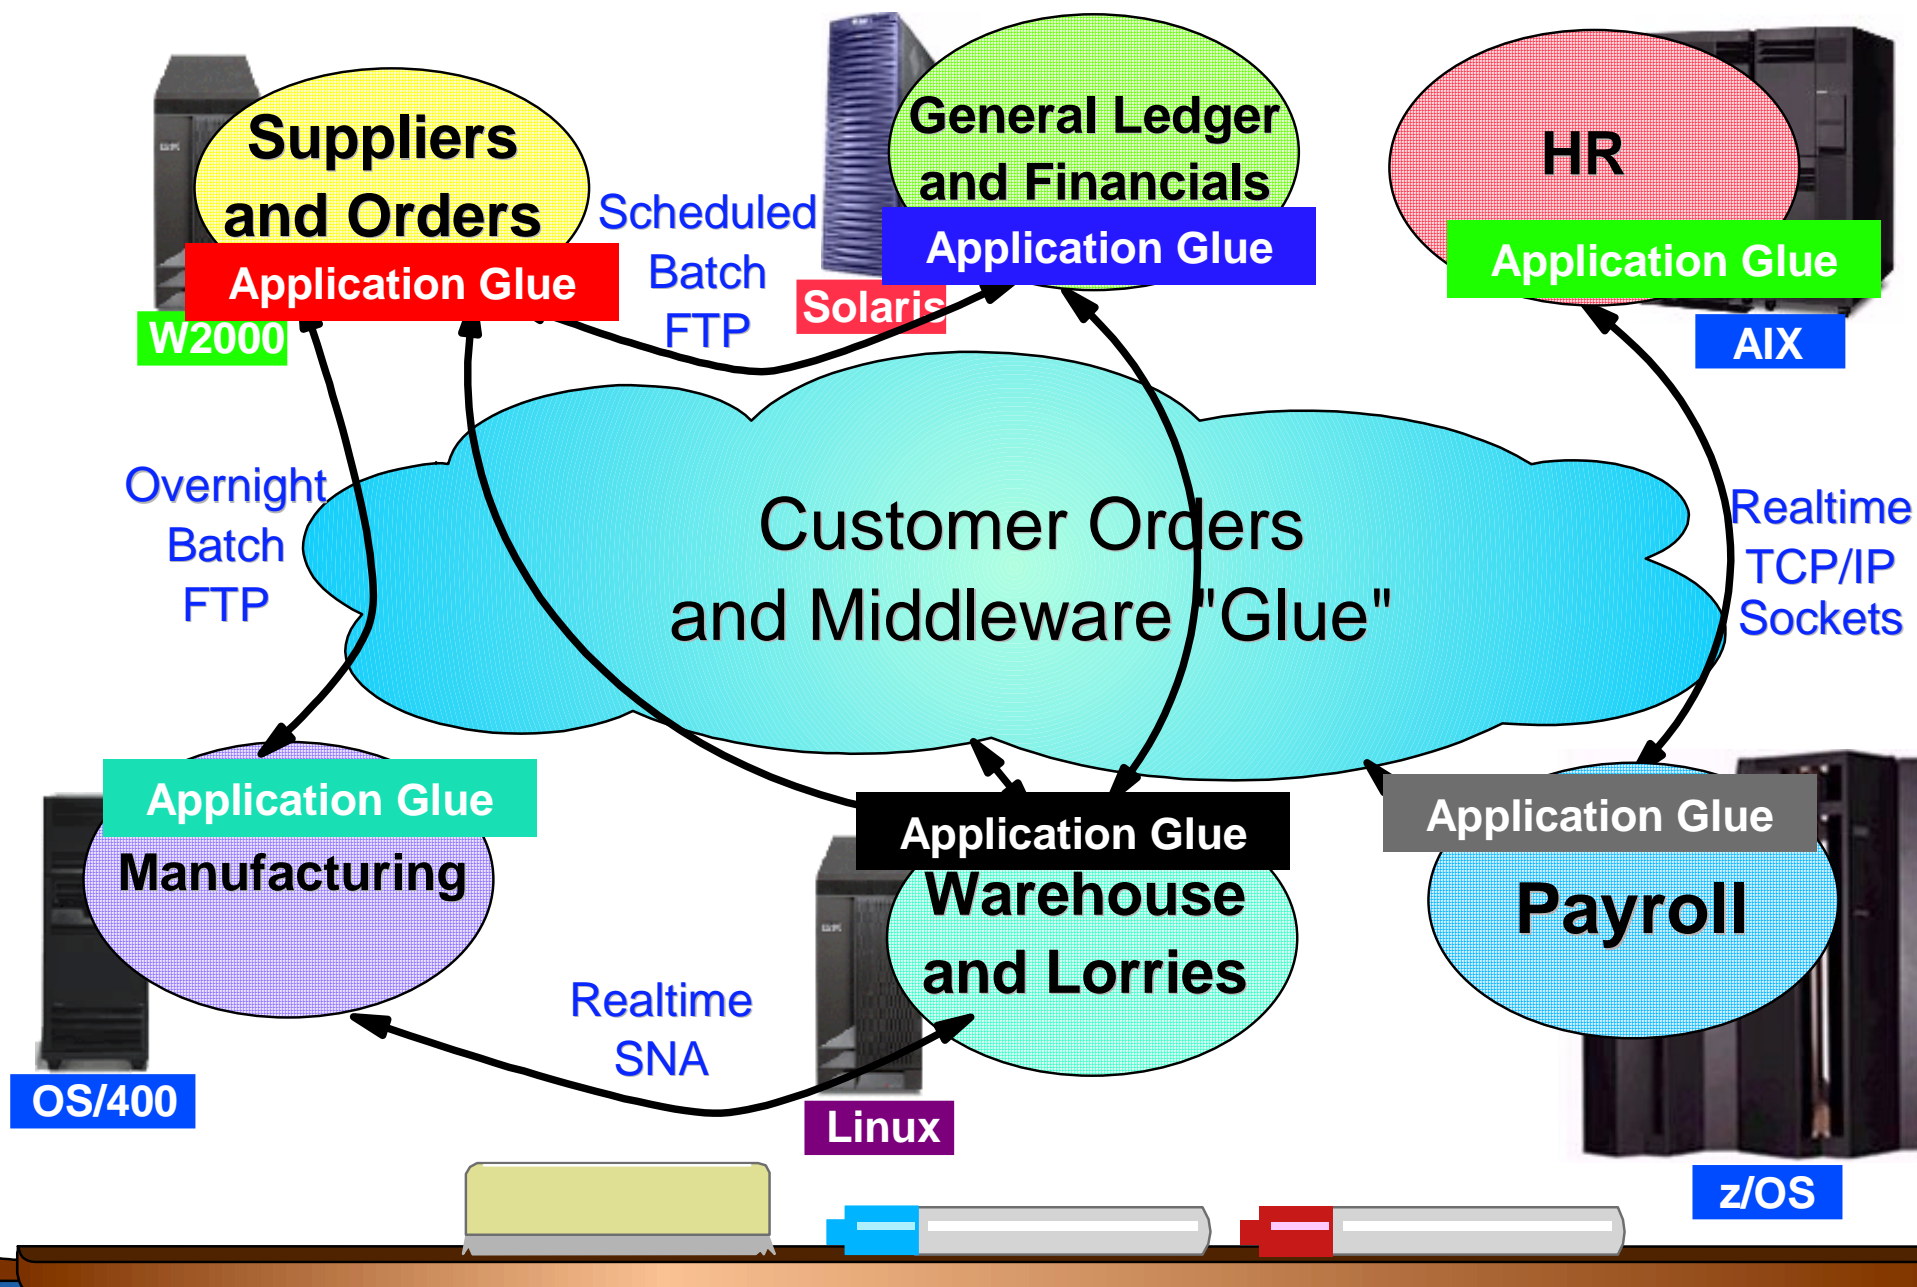 Suppliers
and Orders
Application Glue
W2000
Scheduled
Batch
FTP
General Ledger
and Financials
Application Glue
Solaris
HR
Application Glue
AIX
Overnight
Batch
FTP
Customer Orders
and Middleware "Glue"
Realtime
TCP/IP
Sockets
Application Glue
Manufacturing
OS/400
Realtime
SNA
Application Glue
Warehouse
and Lorries
Linux
Application Glue
Payroll
z/OS